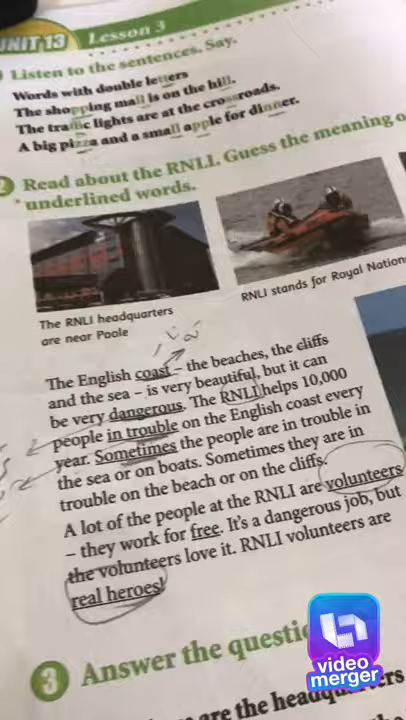 UNIT 13 Lesson 3
Listen to the sentences. Say.
Words with double letters
The shopping mall is on the hill.
The traffic lights are at the crossroads.
A big pizza and a small apple for dinner.
2 Read about the RNLI. Guess the meaning o
underlined words.
The RNLI headquarters
are near Poole
RNLI stands for Royal Nation
The English coast – the beaches, the cliffs
and the sea – is very beautiful, but it can
be very dangerous. The RNLI helps 10,000
people in trouble on the English coast every
year. Sometimes the people are in trouble in
the sea or on boats. Sometimes they are in
trouble on the beach or on the cliffs.
A lot of the people at the RNLI are volunteers
– they work for free. It's a dangerous job, but
the volunteers love it. RNLI volunteers are
real heroes!
3 Answer the questio
video
merger
are the headquarters